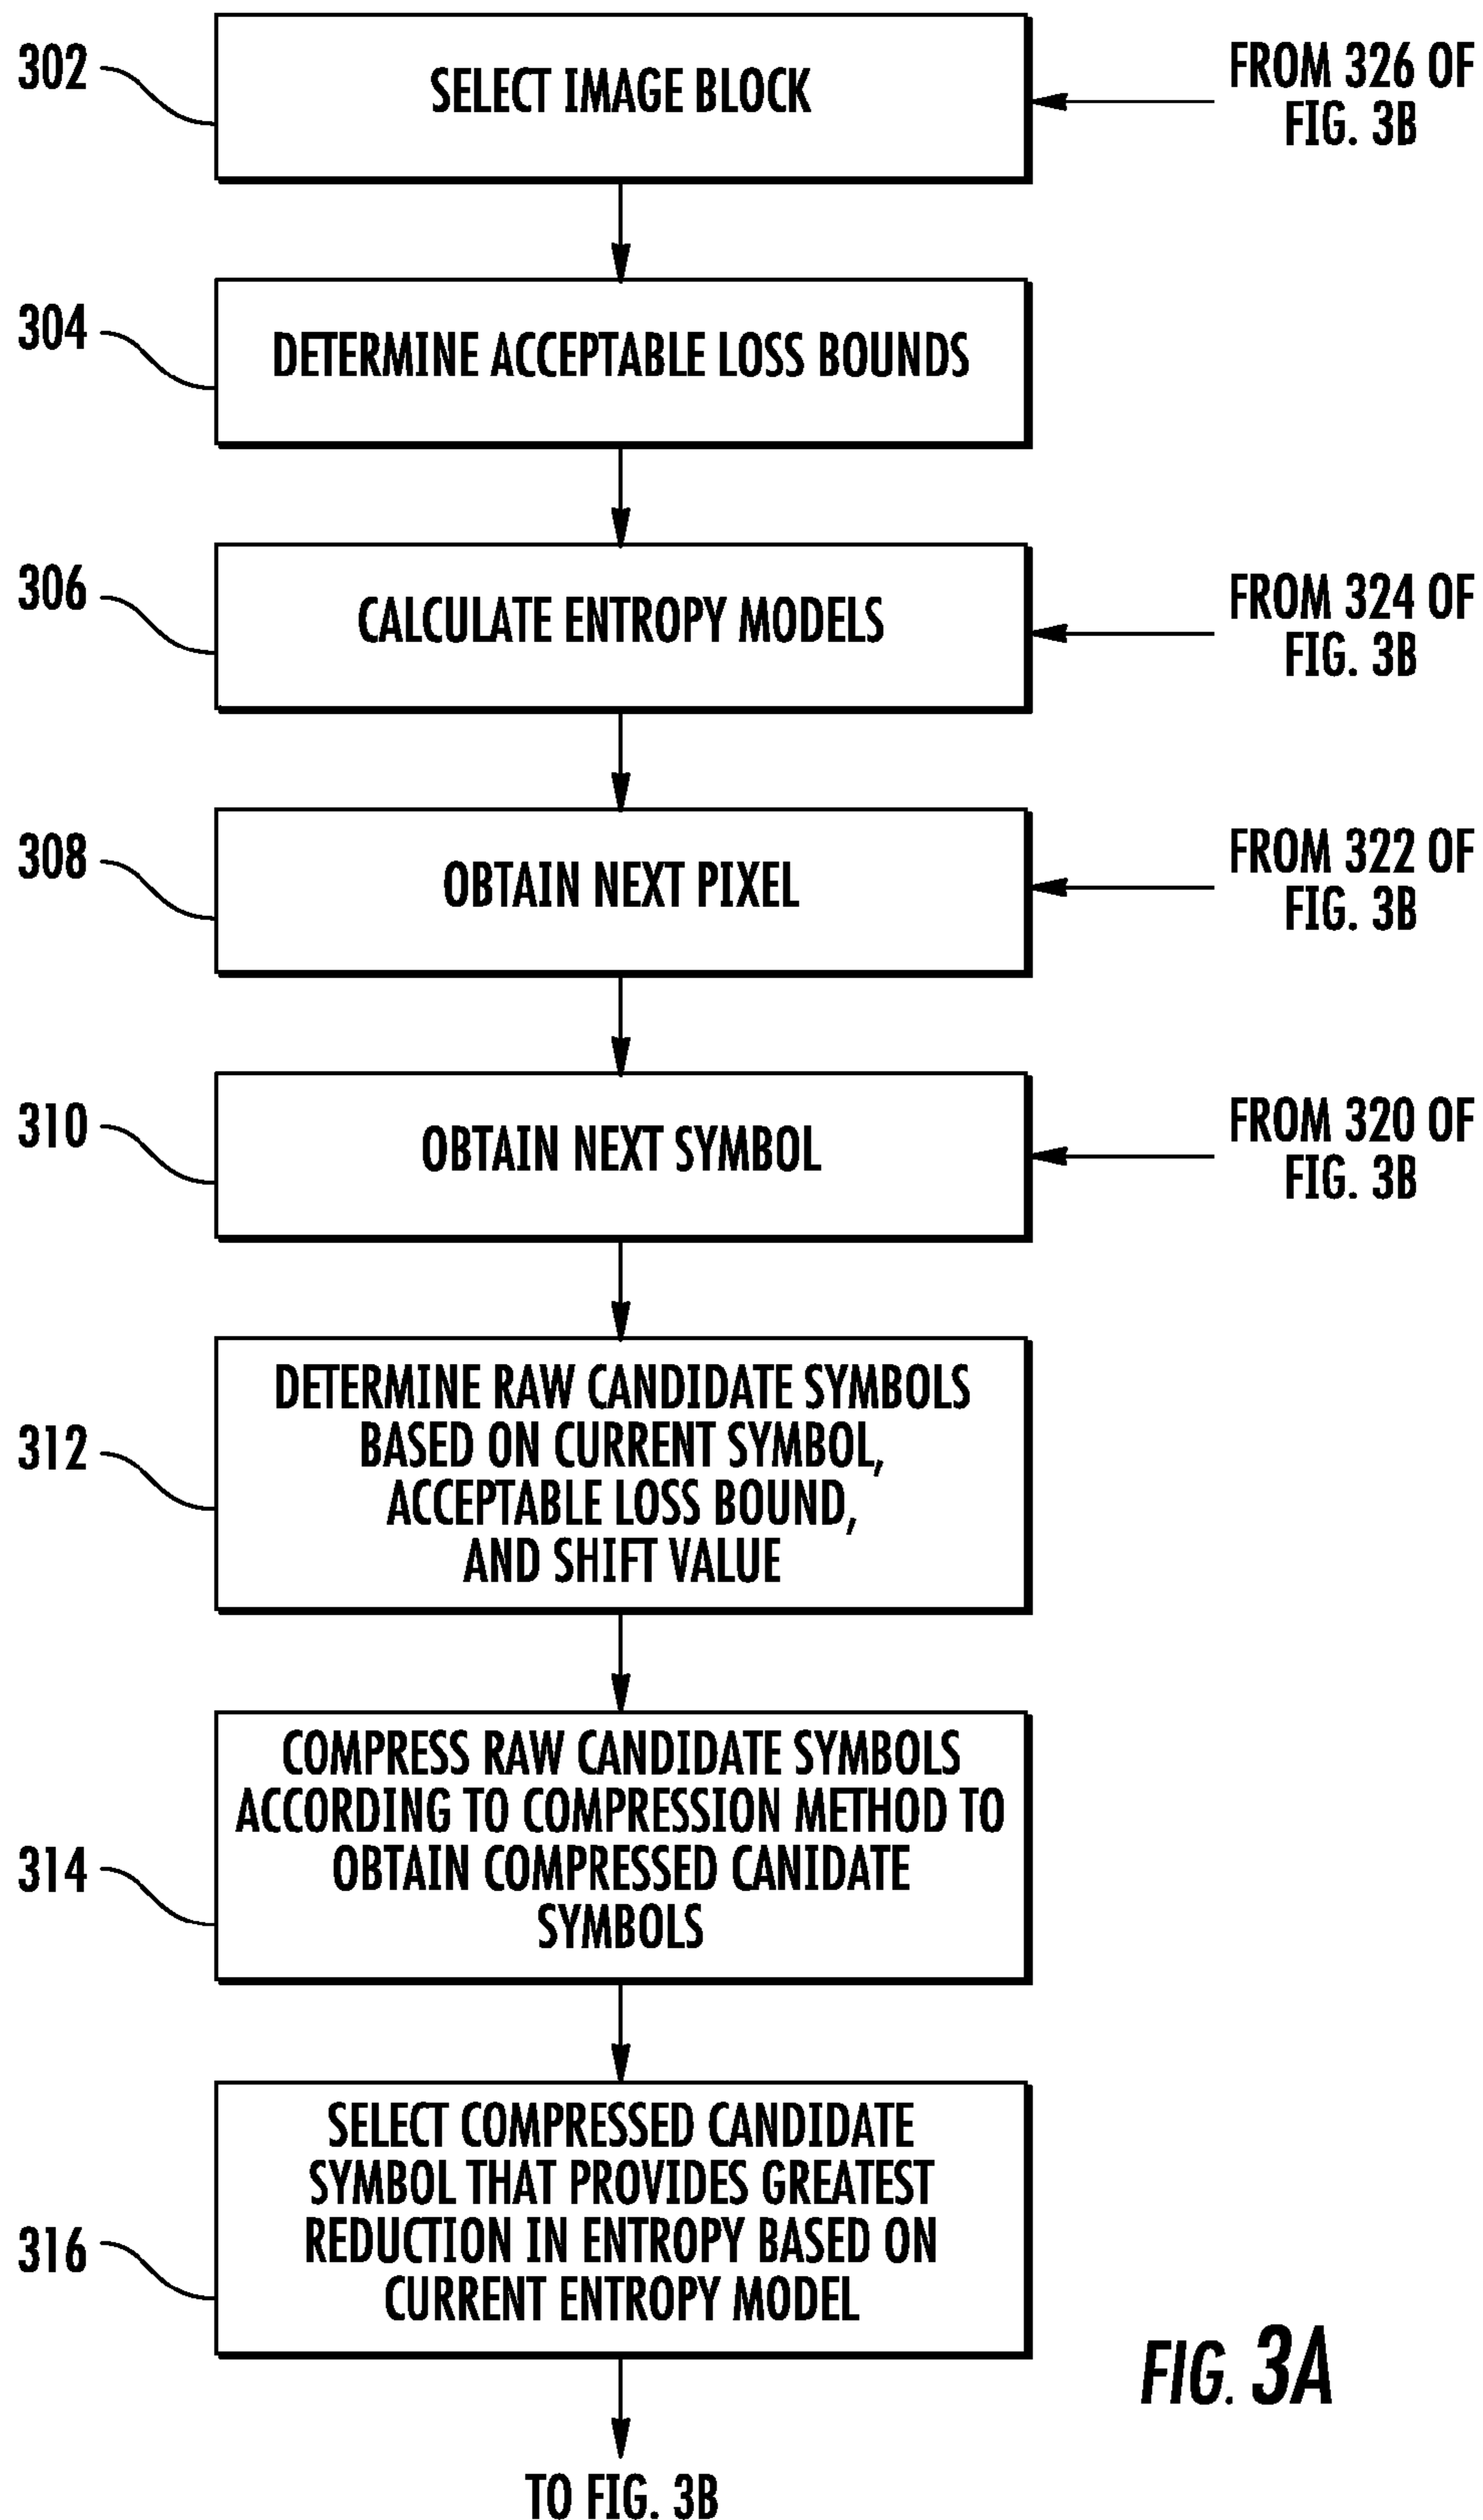 302
SELECT IMAGE BLOCK
FROM 326 OF
FIG. 3B
304
DETERMINE ACCEPTABLE LOSS BOUNDS
306
CALCULATE ENTROPY MODELS
FROM 324 OF
FIG. 3B
308
OBTAIN NEXT PIXEL
FROM 322 OF
FIG. 3B
310
OBTAIN NEXT SYMBOL
FROM 320 OF
FIG. 3B
312
DETERMINE RAW CANDIDATE SYMBOLS
BASED ON CURRENT SYMBOL,
ACCEPTABLE LOSS BOUND,
AND SHIFT VALUE
314
COMPRESS RAW CANDIDATE SYMBOLS
ACCORDING TO COMPRESSION METHOD TO
OBTAIN COMPRESSED CANIDATE
SYMBOLS
316
SELECT COMPRESSED CANDIDATE
SYMBOL THAT PROVIDES GREATEST
REDUCTION IN ENTROPY BASED ON
CURRENT ENTROPY MODEL
FIG. 3A
TO FIG. 3B